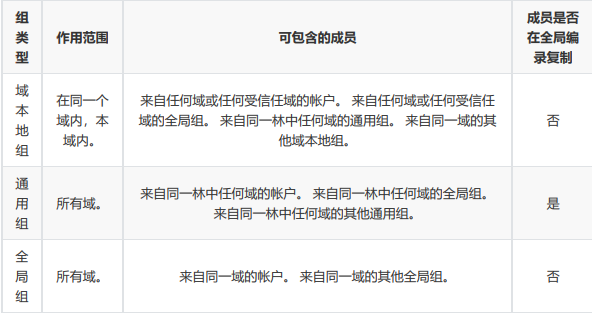 组
类
型
作用范围
可包含的成员
成员是否
在全局编
录复制
域
本
地
组
在同一个
域内，本
域内。
来自任何域或任何受信任域的帐户。 来自任何域或任何受信任
域的全局组。 来自同一林中任何域的通用组。 来自同一域的其
他域本地组。
否
通
用
组
所有域。
来自同一林中任何域的帐户。 来自同一林中任何域的全局组。
来自同一林中任何域的其他通用组。
是
全
局
组
所有域。
来自同一域的帐户。 来自同一域的其他全局组。
否